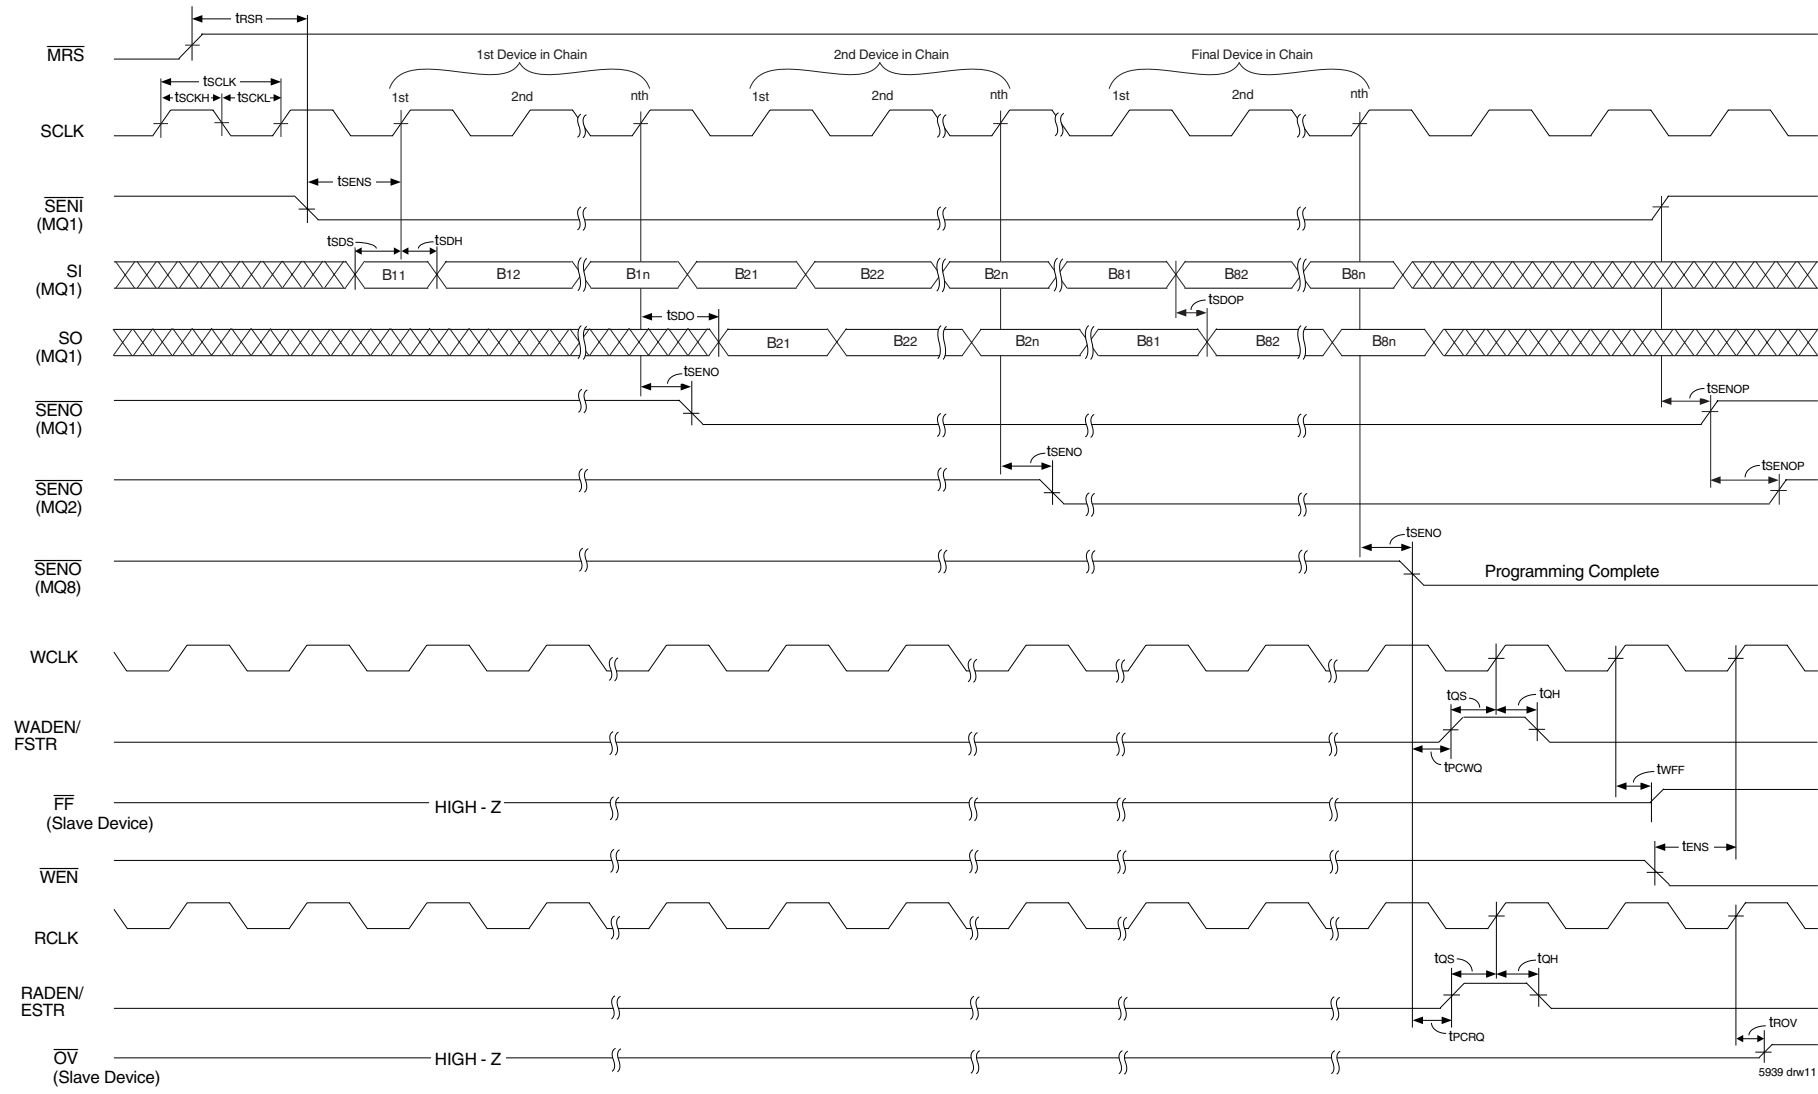 tRSR
MRS
1st Device in Chain
2nd Device in Chain
Final Device in Chain
tSCLK
tSCKH
tSCKL
1st
2nd
nth
1st
2nd
nth
1st
2nd
nth
SCLK
tSENS
SENI
(MQ1)
tSDS
tSDH
SI
(MQ1)
B11
B12
B1n
B21
B22
B2n
B81
B82
B8n
tSDO
tSDOP
SO
(MQ1)
B21
B22
B2n
B81
B82
B8n
tSENO
tSENOP
SENO
(MQ1)
tSENO
tSENOP
SENO
(MQ2)
tSENO
SENO
(MQ8)
Programming Complete
WCLK
tQS
tQH
WADEN/
FSTR
tPCWQ
tWFF
FF
(Slave Device)
HIGH - Z
tENS
WEN
RCLK
tQS
tQH
RADEN/
ESTR
tPCRQ
tROV
OV
(Slave Device)
HIGH - Z
5939 drw11